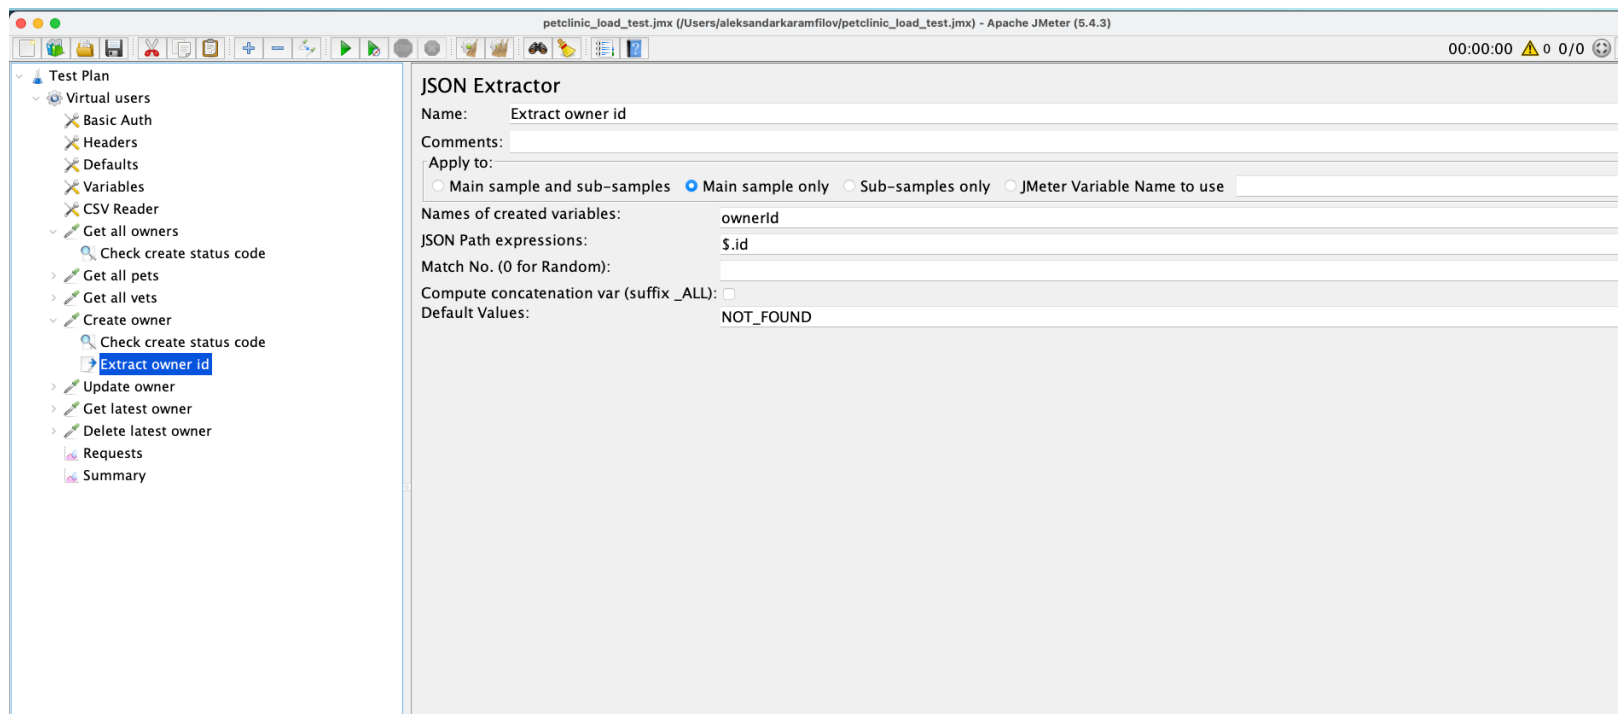 petclinic_load_test.jmx (/Users/aleksandarkaramfilov/petclinic_load_test.jmx) - Apache JMeter (5.4.3)
00:00:00 0 0/0
Test Plan
Virtual users
Basic Auth
Headers
Defaults
Variables
CSV Reader
Get all owners
Check create status code
Get all pets
Get all vets
Create owner
Check create status code
Extract owner id
Update owner
Get latest owner
Delete latest owner
Requests
Summary
JSON Extractor
Name: Extract owner id
Comments:
Apply to:
Main sample and sub-samples Main sample only Sub-samples only JMeter Variable Name to use
Names of created variables: ownerId
JSON Path expressions: $.id
Match No. (0 for Random):
Compute concatenation var (suffix _ALL):
Default Values: NOT_FOUND